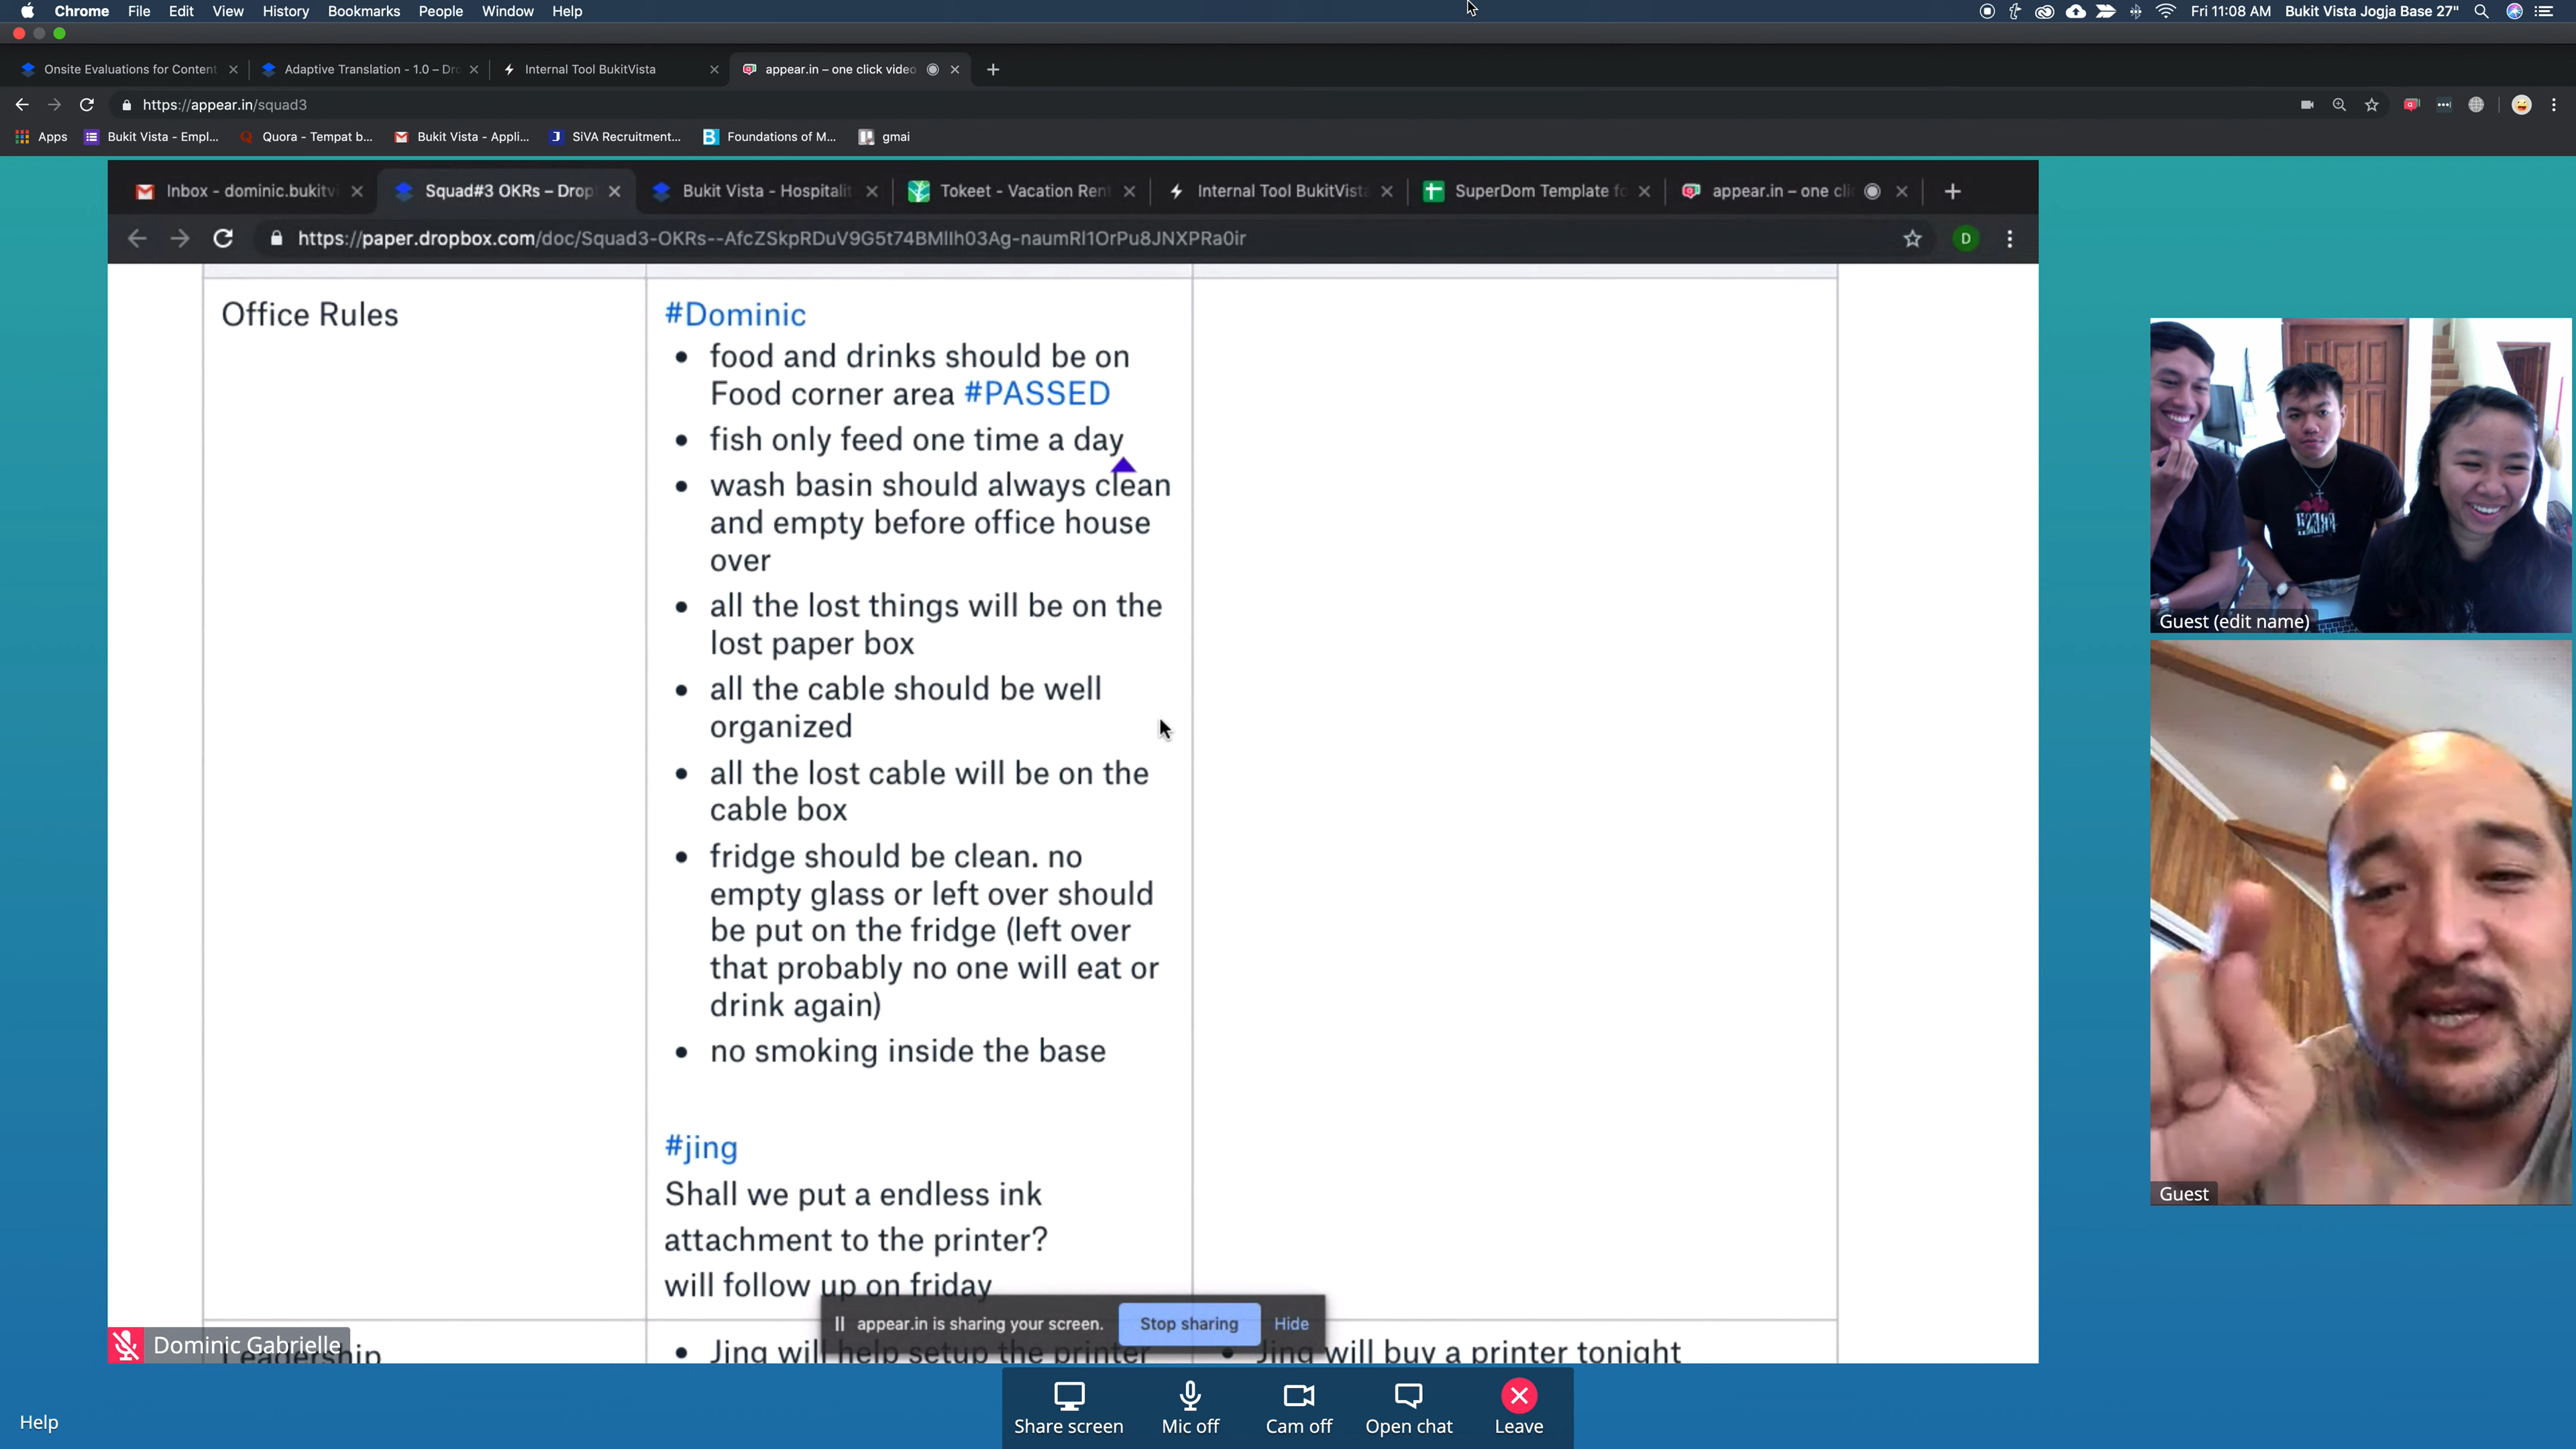 Chrome File Edit View History Bookmarks People Window Help
Fri 11:08 AM Bukit Vista Jogja Base 27"
Onsite Evaluations for Content
Adaptive Translation - 1.0 – Dro
Internal Tool BukitVista
appear.in – one click video
https://appear.in/squad3
Apps
Bukit Vista - Empl...
Quora - Tempat b...
Bukit Vista - Appli...
SiVA Recruitment...
Foundations of M...
gmai
Inbox - dominic.bukitvi
Squad#3 OKRs – Drop
Bukit Vista - Hospitalit
Tokeet - Vacation Rent
Internal Tool BukitVista
SuperDom Template fo
appear.in – one cli
https://paper.dropbox.com/doc/Squad3-OKRs--AfcZSkpRDuV9G5t74BMlIh03Ag-naumRl1OrPu8JNXPRa0ir
D
Office Rules
#Dominic
• food and drinks should be on
Food corner area #PASSED
• fish only feed one time a day
• wash basin should always clean
and empty before office house
over
• all the lost things will be on the
lost paper box
• all the cable should be well
organized
• all the lost cable will be on the
cable box
• fridge should be clean. no
empty glass or left over should
be put on the fridge (left over
that probably no one will eat or
drink again)
• no smoking inside the base
#jing
Shall we put a endless ink
attachment to the printer?
will follow up on friday
appear.in is sharing your screen.
Stop sharing
Hide
Dominic Gabrielle
Leadership
• Jing will help setup the printer
• Jing will buy a printer tonight
Guest (edit name)
Guest
Help
Share screen
Mic off
Cam off
Open chat
Leave